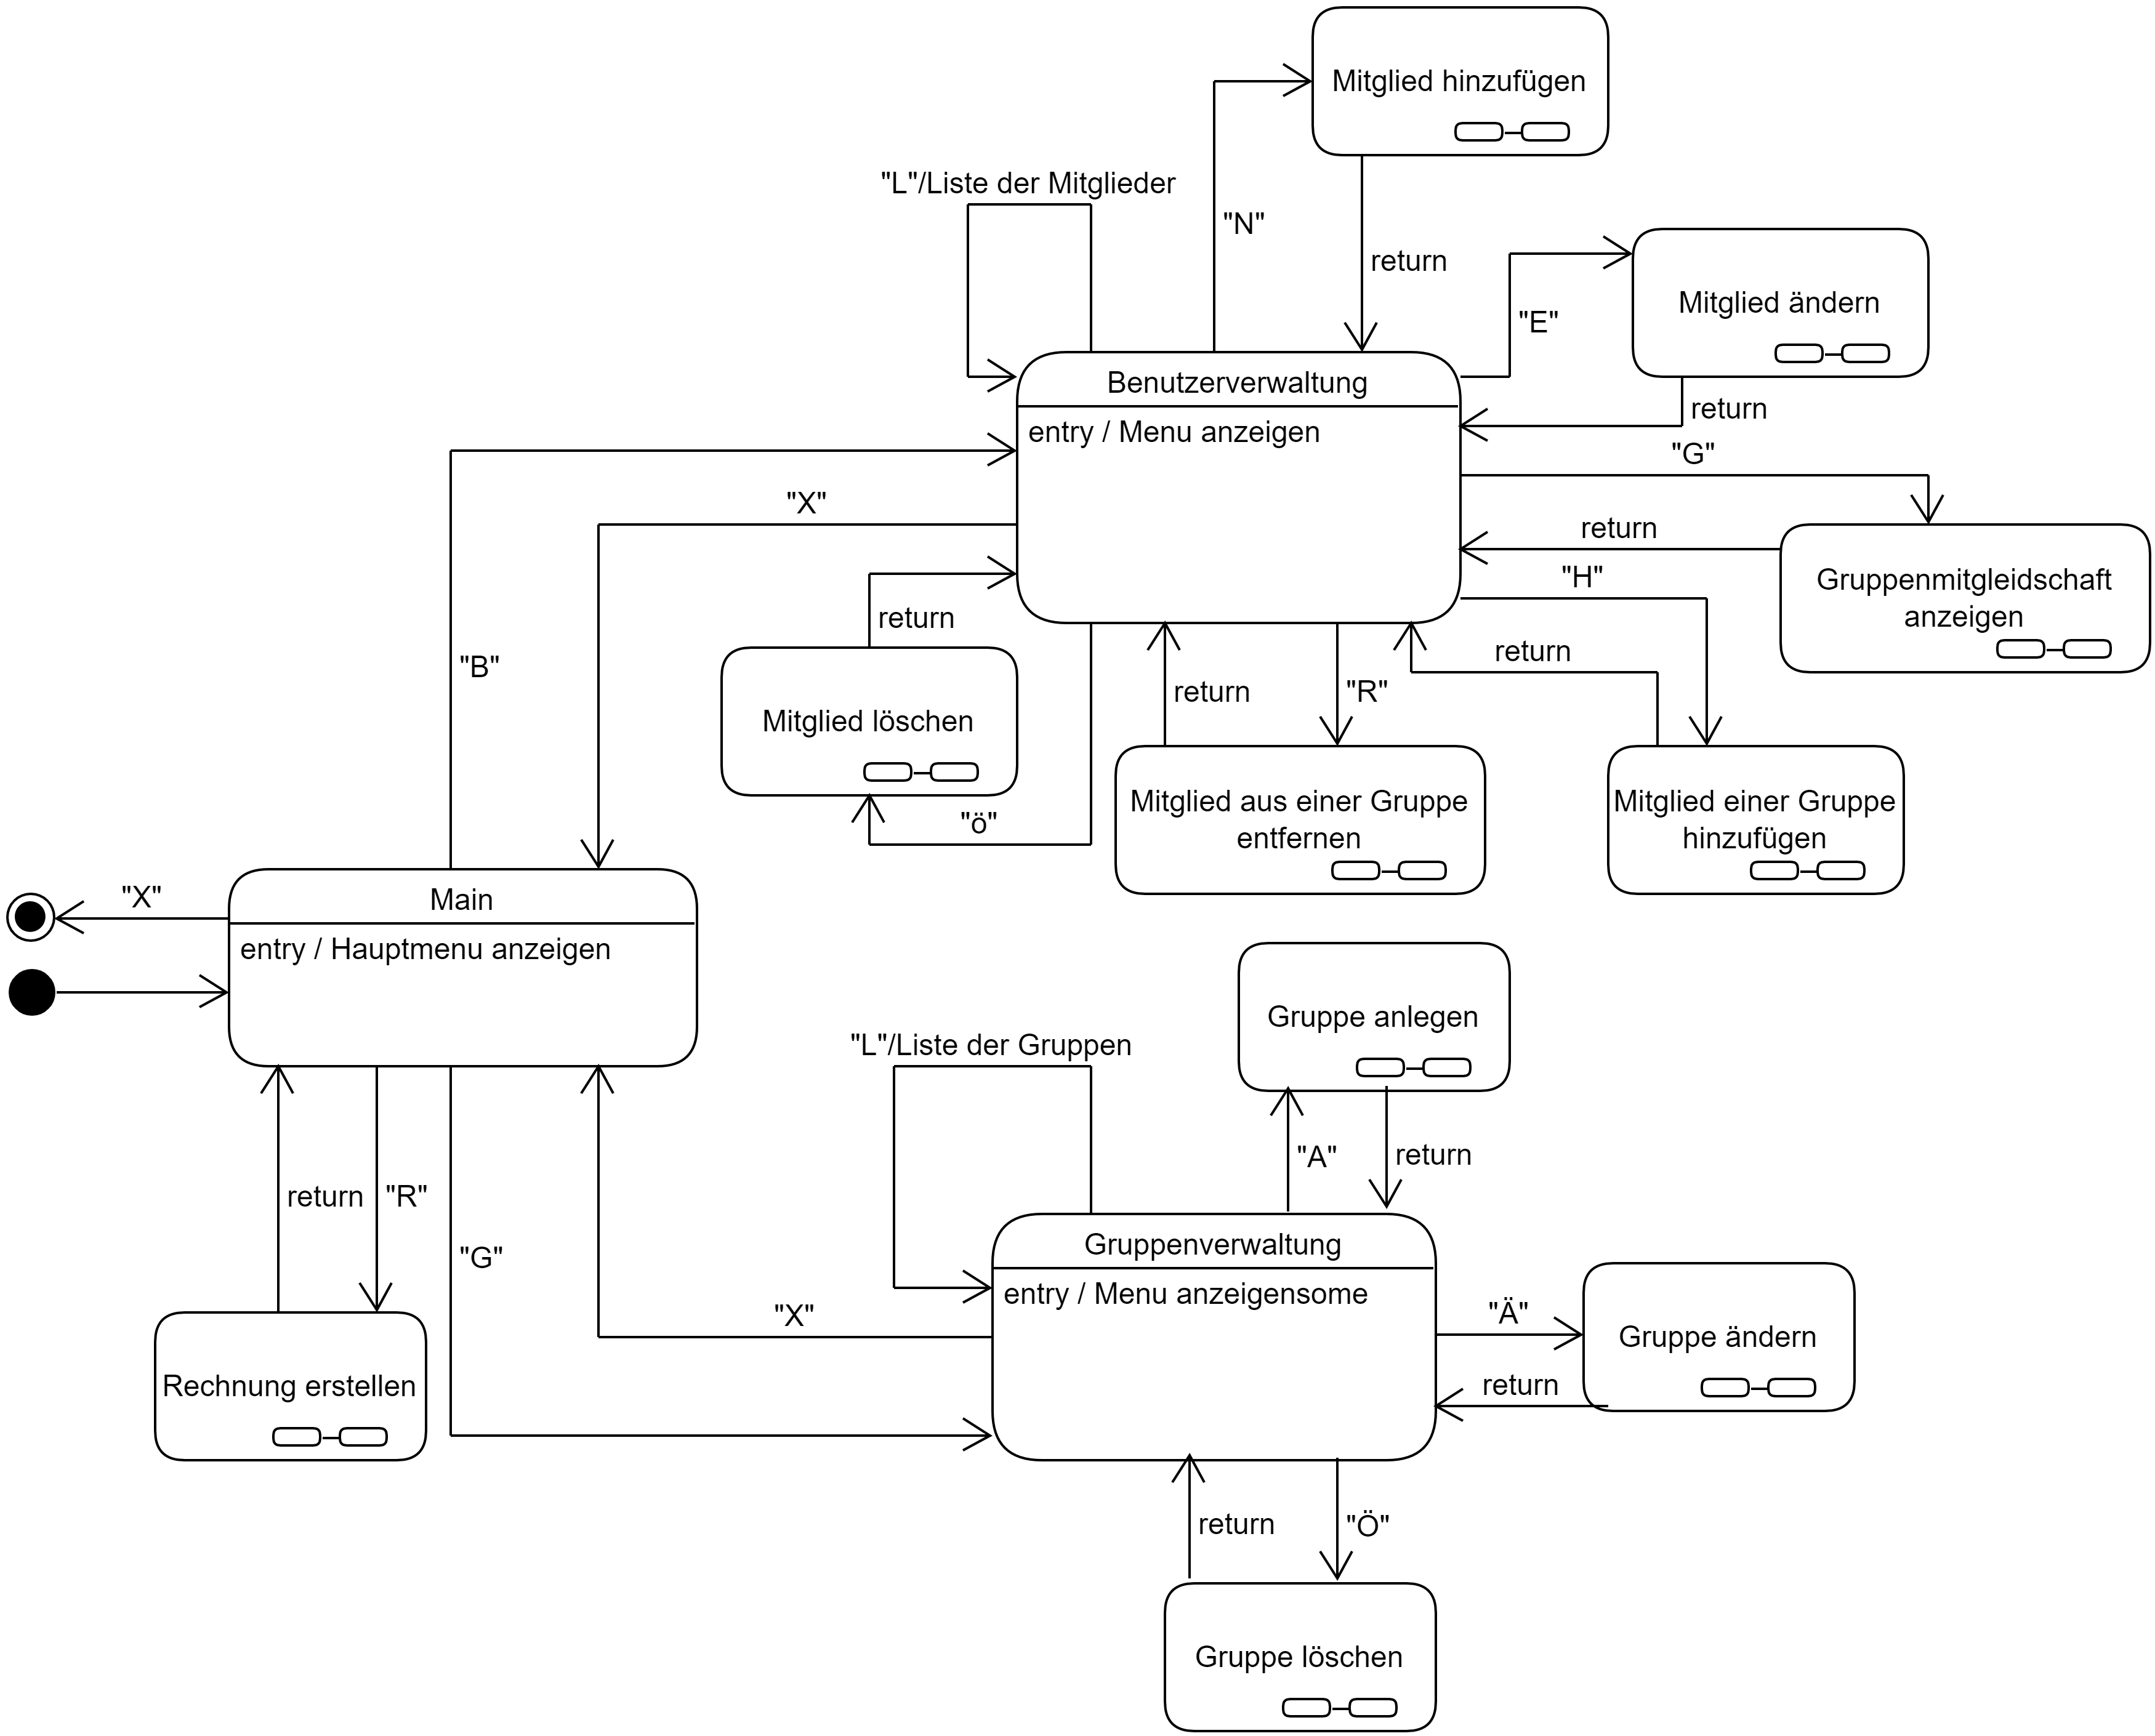 Mitglied hinzufügen
"L"/Liste der Mitglieder
"N"
return
Mitglied ändern
"E"
return
Benutzerverwaltung
entry / Menu anzeigen
"G"
"X"
return
Gruppenmitgleidschaft
anzeigen
"H"
return
"B"
return
return
"R"
Mitglied löschen
"ö"
Mitglied aus einer Gruppe
entfernen
Mitglied einer Gruppe
hinzufügen
"X"
Main
entry / Hauptmenu anzeigen
Gruppe anlegen
"L"/Liste der Gruppen
"A"
return
return
"R"
"G"
Gruppenverwaltung
entry / Menu anzeigensome
"X"
"Ä"
Gruppe ändern
return
Rechnung erstellen
return
"Ö"
Gruppe löschen